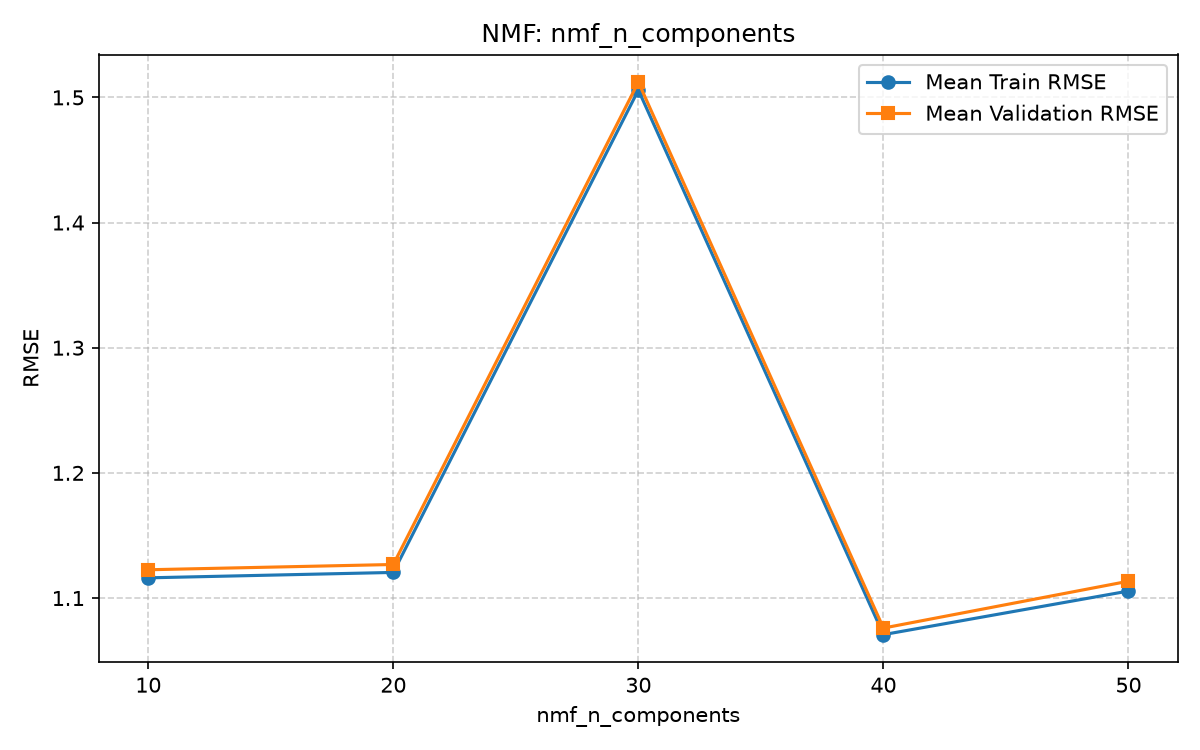 NMF: nmf_n_components
Mean Train RMSE
Mean Validation RMSE
1.5
1.4
1.3
1.2
1.1
RMSE
10 20 30 40 50
nmf_n_components